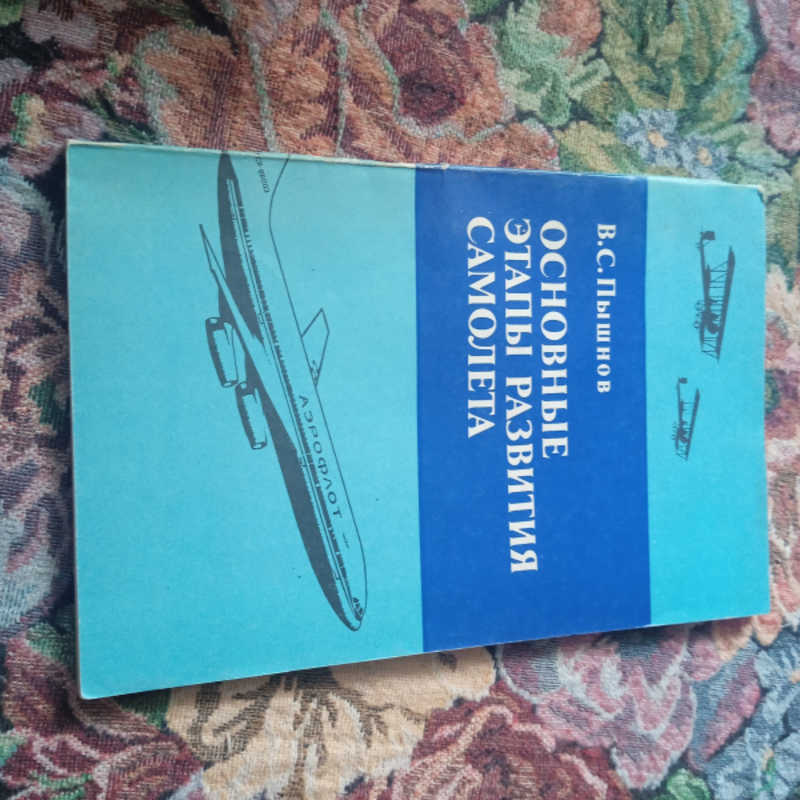 В.С.Пышнов
ОСНОВНЫЕ
ЭТАПЫ РАЗВИТИЯ
САМОЛЕТА
АЭРОФЛОТ